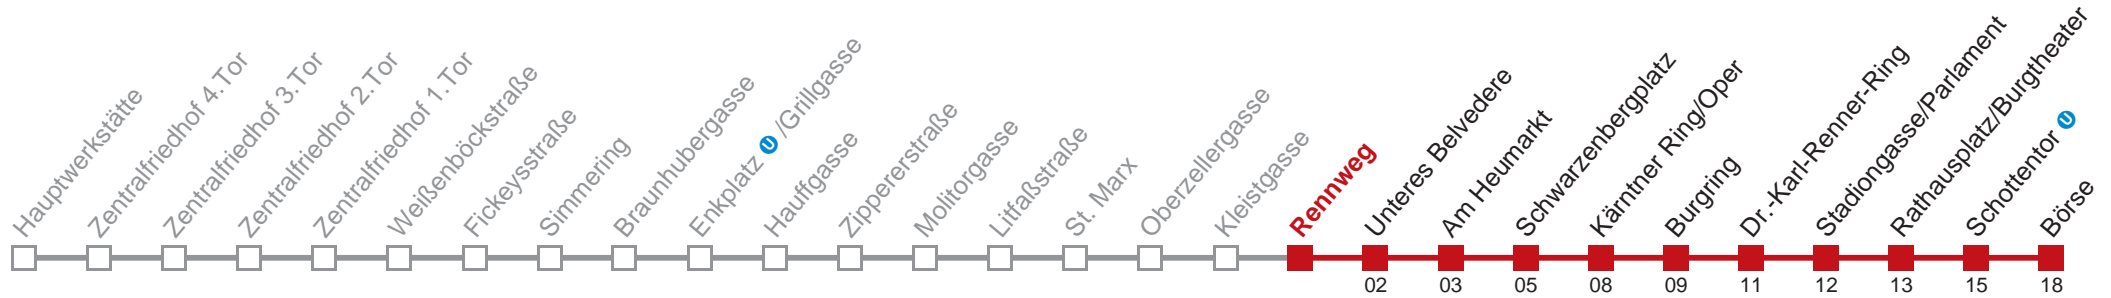 Hauptwerkstätte
Zentralfriedhof 4.Tor
Zentralfriedhof 3.Tor
Zentralfriedhof 2.Tor
Zentralfriedhof 1.Tor
Weißenböckstraße
Fickeysstraße
Simmering
Braunhubergasse
Enkplatz U /Grillgasse
Hauffgasse
Zippererstraße
Molitorgasse
Litfaßstraße
St. Marx
Oberzellergasse
Kleistgasse
Rennweg
Unteres Belvedere
Am Heumarkt
Schwarzenbergplatz
Kärntner Ring/Oper
Burgring
Dr.-Karl-Renner-Ring
Stadiongasse/Parlament
Rathausplatz/Burgtheater
Schottentor U
Börse
02 03 05 08 09 11 12 13 15 18